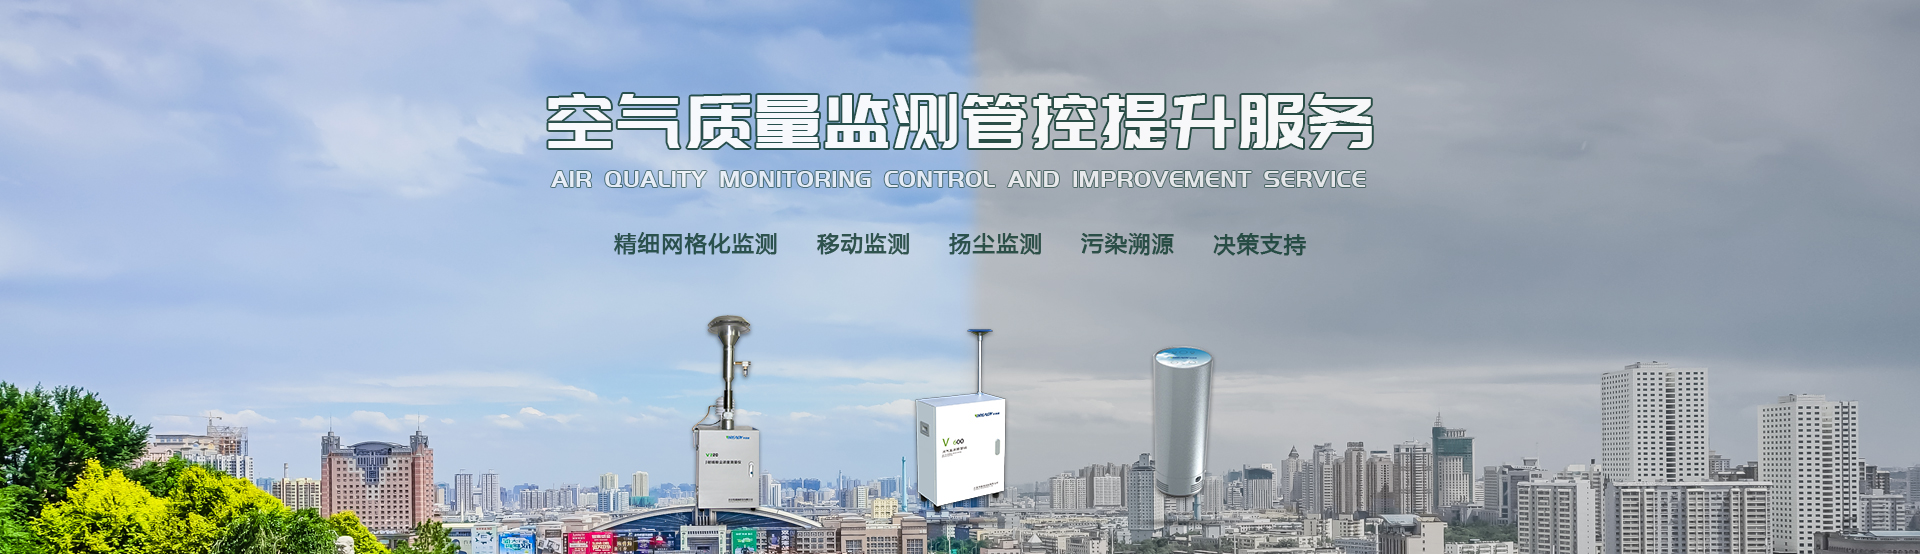 空气质量监测管控提升服务
AIR QUALITY MONITORING CONTROL AND IMPROVEMENT SERVICE
精细网格化监测 移动监测 扬尘监测 污染溯源 决策支持